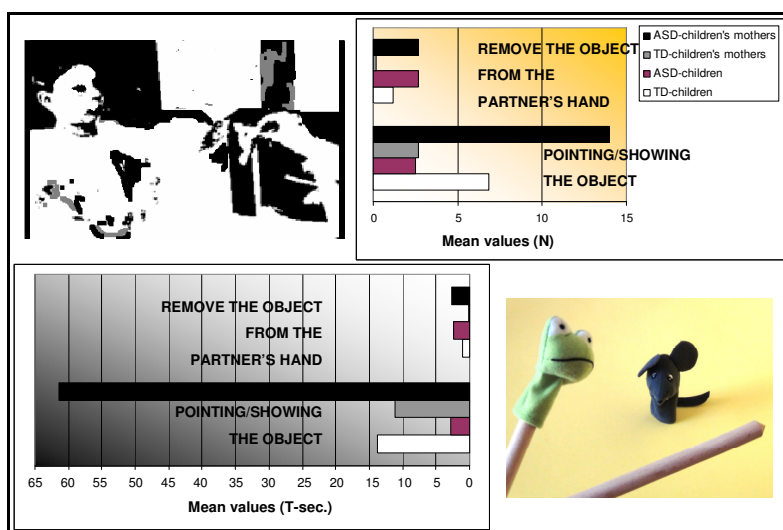 ASD-children's mothers
TD-children's mothers
ASD-children
TD-children
REMOVE THE OBJECT
FROM THE
PARTNER'S HAND
POINTING/SHOWING
THE OBJECT
0 5 10 15
Mean values (N)
REMOVE THE OBJECT
FROM THE
PARTNER'S HAND
POINTING/SHOWING
THE OBJECT
65 60 55 50 45 40 35 30 25 20 15 10 5 0
Mean values (T-sec.)